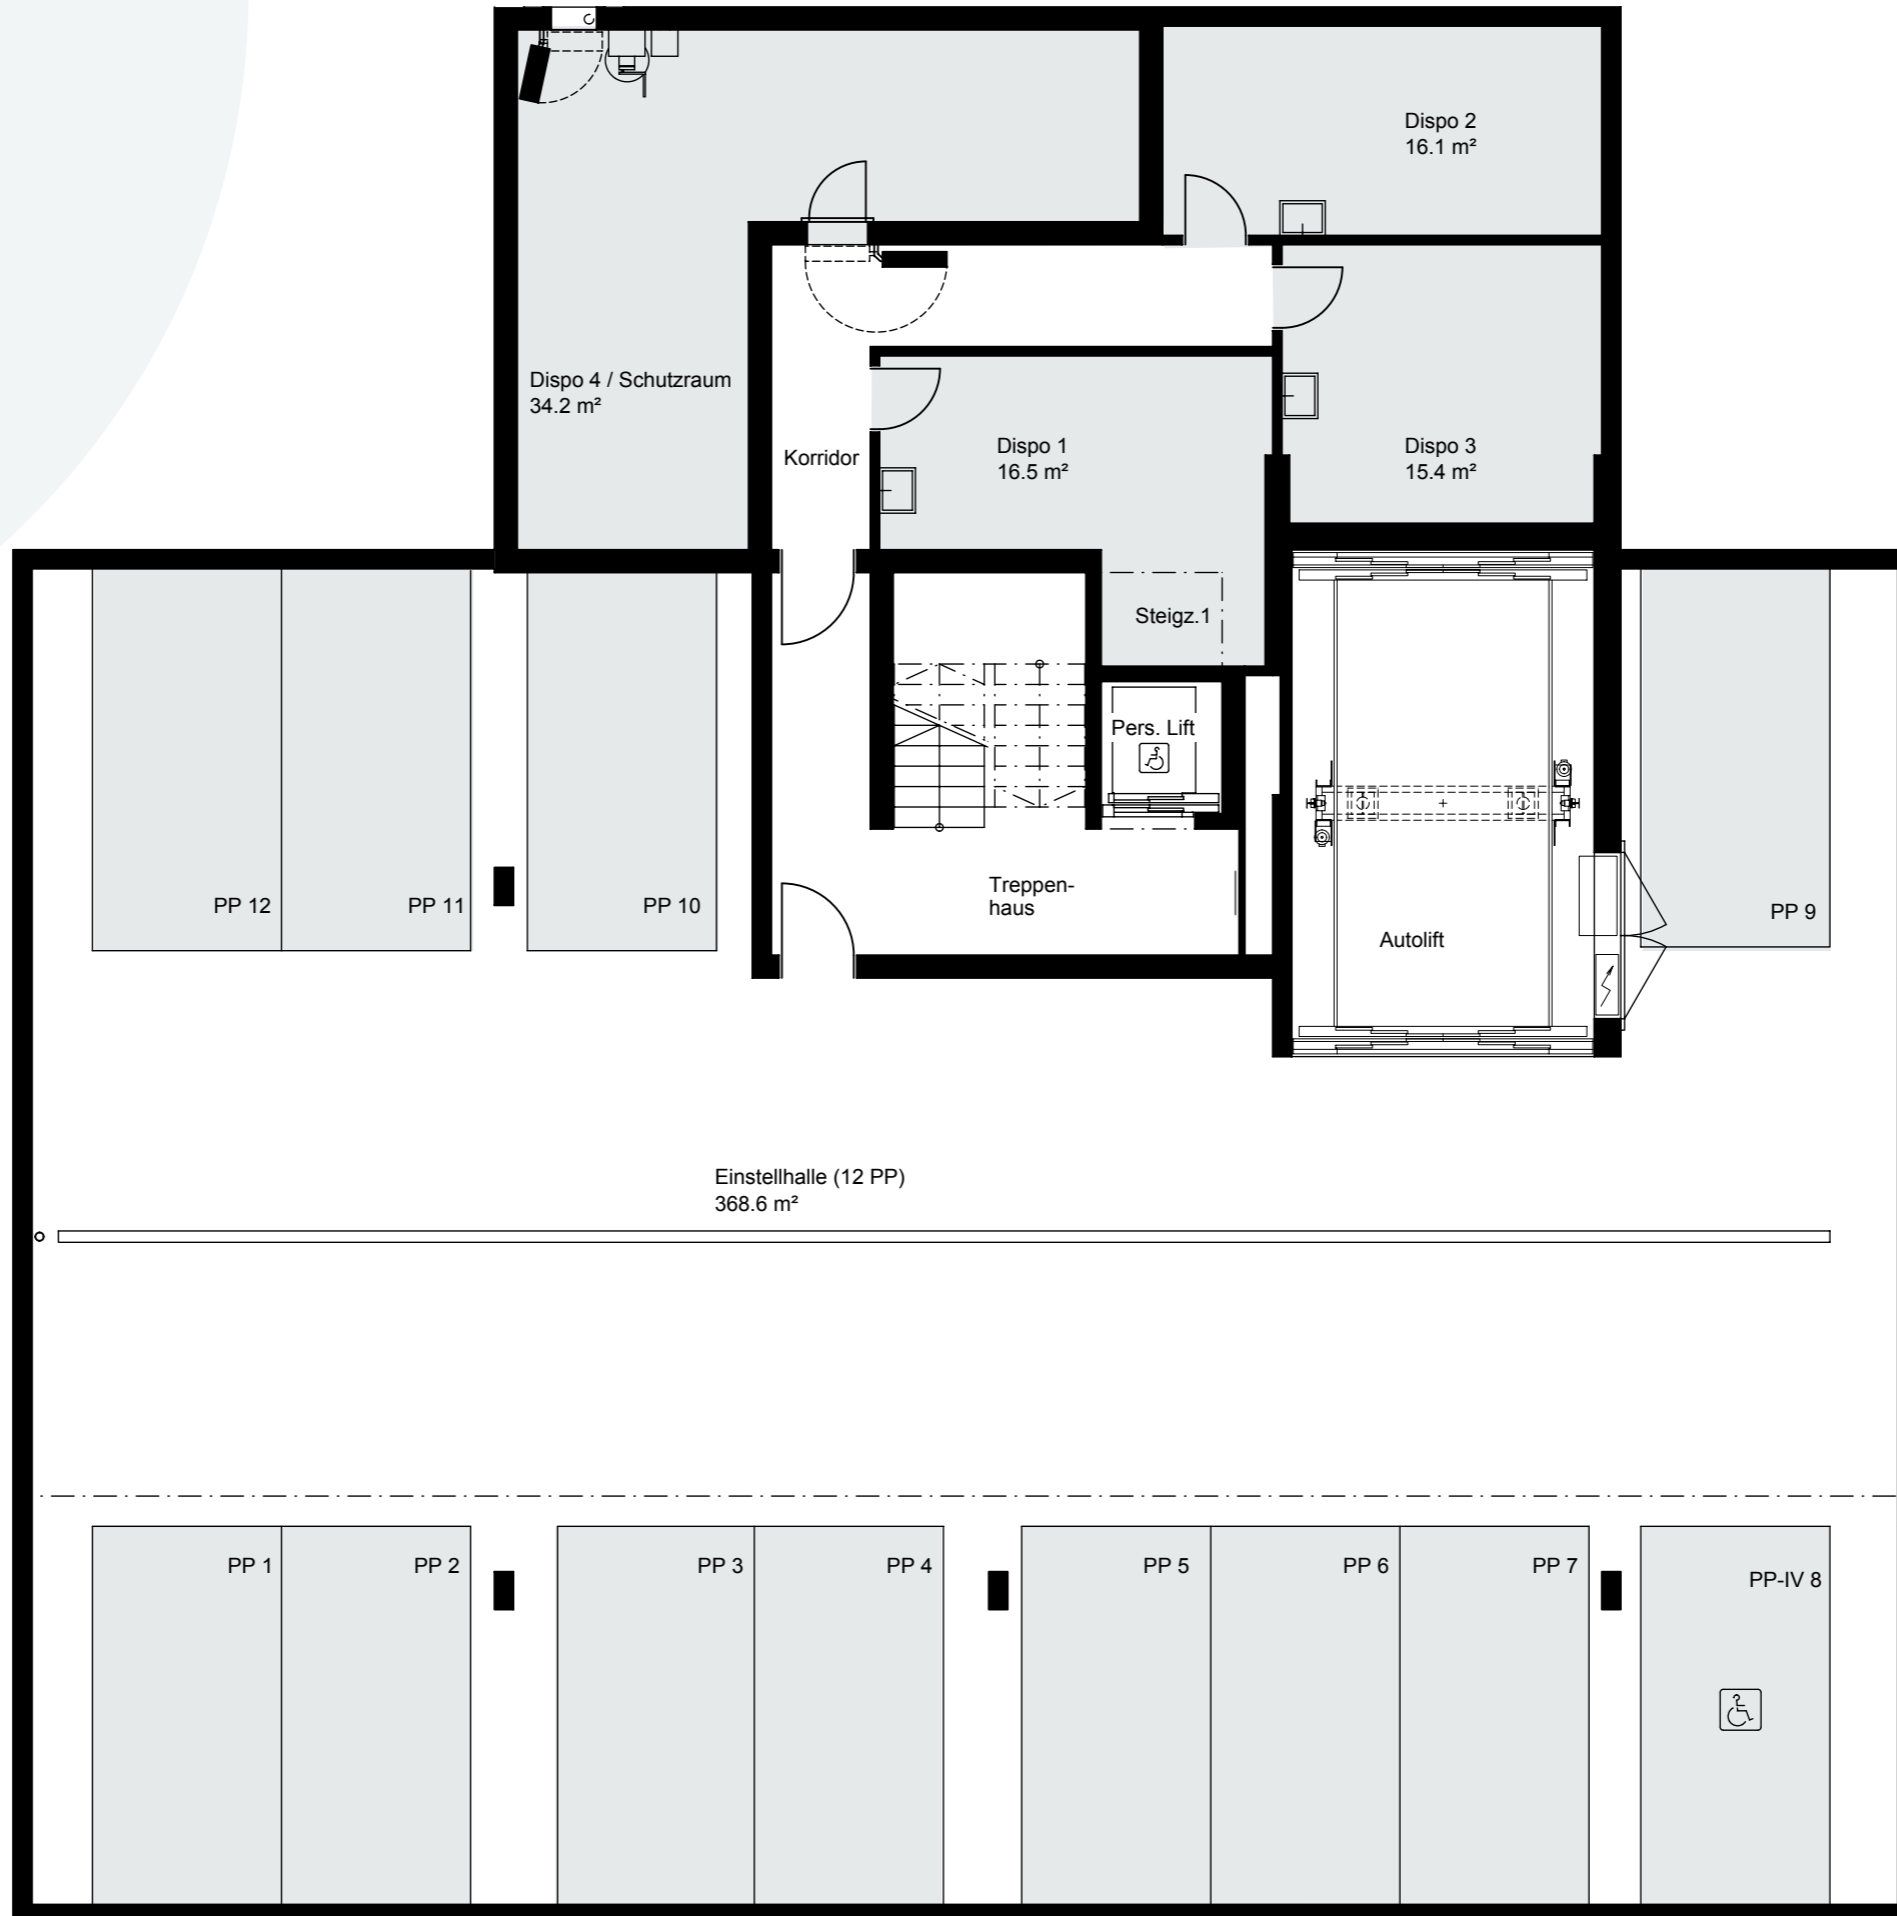 Dispo 2
16.1 m²
Dispo 4 / Schutzraum
34.2 m²
Korridor
Dispo 1
16.5 m²
Dispo 3
15.4 m²
Steigz.1
Pers. Lift
Treppen-
haus
Autolift
PP 12
PP 11
PP 10
PP 9
Einstellhalle (12 PP)
368.6 m²
PP 1
PP 2
PP 3
PP 4
PP 5
PP 6
PP 7
PP-IV 8